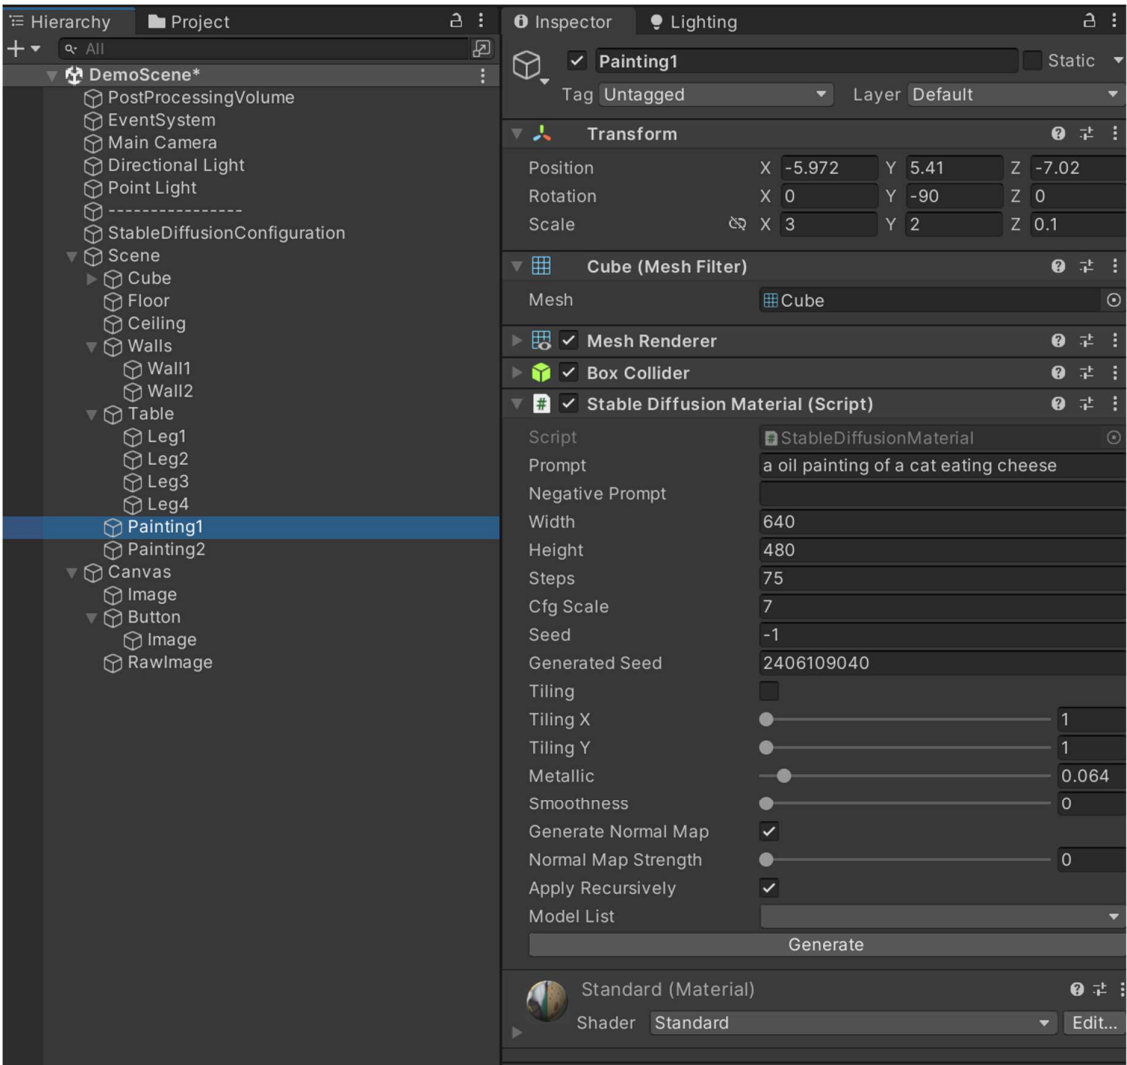 Hierarchy
Project
All
DemoScene*
PostProcessingVolume
EventSystem
Main Camera
Directional Light
Point Light
----------------
StableDiffusionConfiguration
Scene
Cube
Floor
Ceiling
Walls
Wall1
Wall2
Table
Leg1
Leg2
Leg3
Leg4
Painting1
Painting2
Canvas
Image
Button
Image
RawImage
Inspector
Lighting
Painting1
Static
Tag Untagged Layer Default
Transform
Position X -5.972 Y 5.41 Z -7.02
Rotation X 0 Y -90 Z 0
Scale X 3 Y 2 Z 0.1
Cube (Mesh Filter)
Mesh Cube
Mesh Renderer
Box Collider
# Stable Diffusion Material (Script)
Script StableDiffusionMaterial
Prompt a oil painting of a cat eating cheese
Negative Prompt
Width 640
Height 480
Steps 75
Cfg Scale 7
Seed -1
Generated Seed 2406109040
Tiling
Tiling X 1
Tiling Y 1
Metallic 0.064
Smoothness 0
Generate Normal Map
Normal Map Strength 0
Apply Recursively
Model List
Generate
Standard (Material)
Shader Standard Edit...